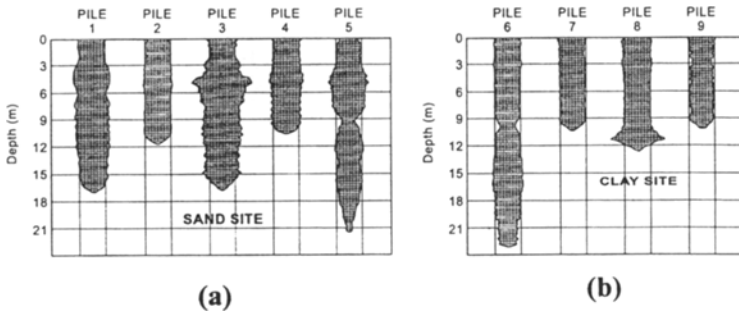 PILE PILE PILE PILE PILE
1 2 3 4 5
0
3
6
9
12
15
18
21
Depth (m)
SAND SITE
(a)
PILE PILE PILE PILE
6 7 8 9
0
3
6
9
12
15
18
21
Depth (m)
CLAY SITE
(b)